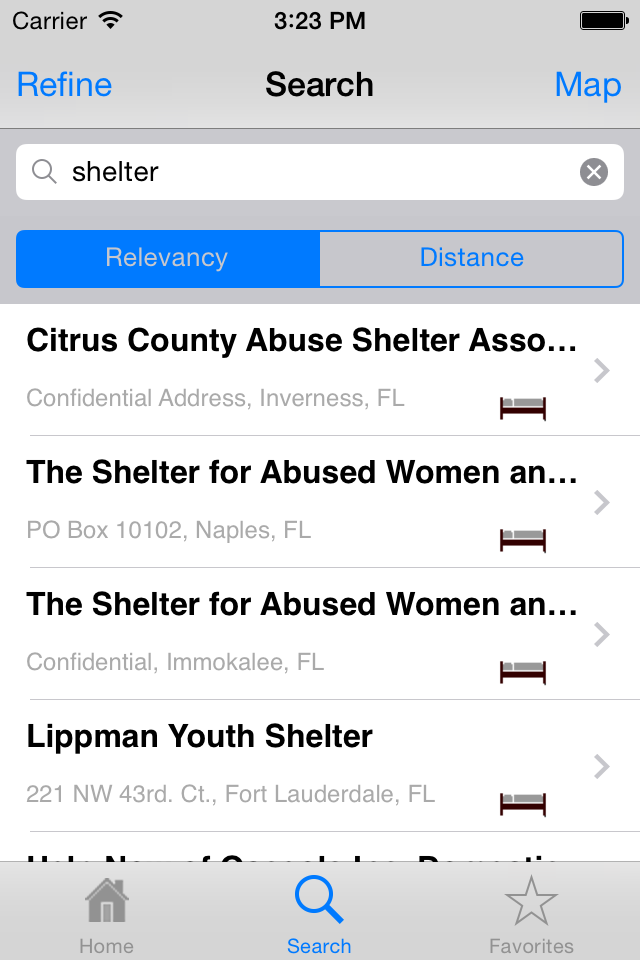 Carrier 3:23 PM
Refine Search Map
shelter
Relevancy Distance
Citrus County Abuse Shelter Asso...
Confidential Address, Inverness, FL
The Shelter for Abused Women an...
PO Box 10102, Naples, FL
The Shelter for Abused Women an...
Confidential, Immokalee, FL
Lippman Youth Shelter
221 NW 43rd. Ct., Fort Lauderdale, FL
Home Search Favorites